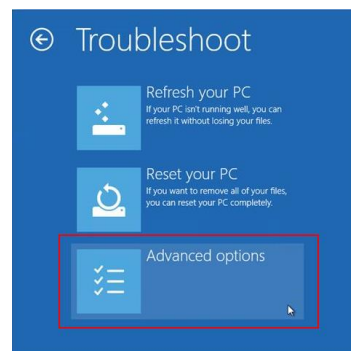 Troubleshoot
Refresh your PC
If your PC isn't running well, you can
refresh it without losing your files.
Reset your PC
If you want to remove all of your files,
you can reset your PC completely.
Advanced options